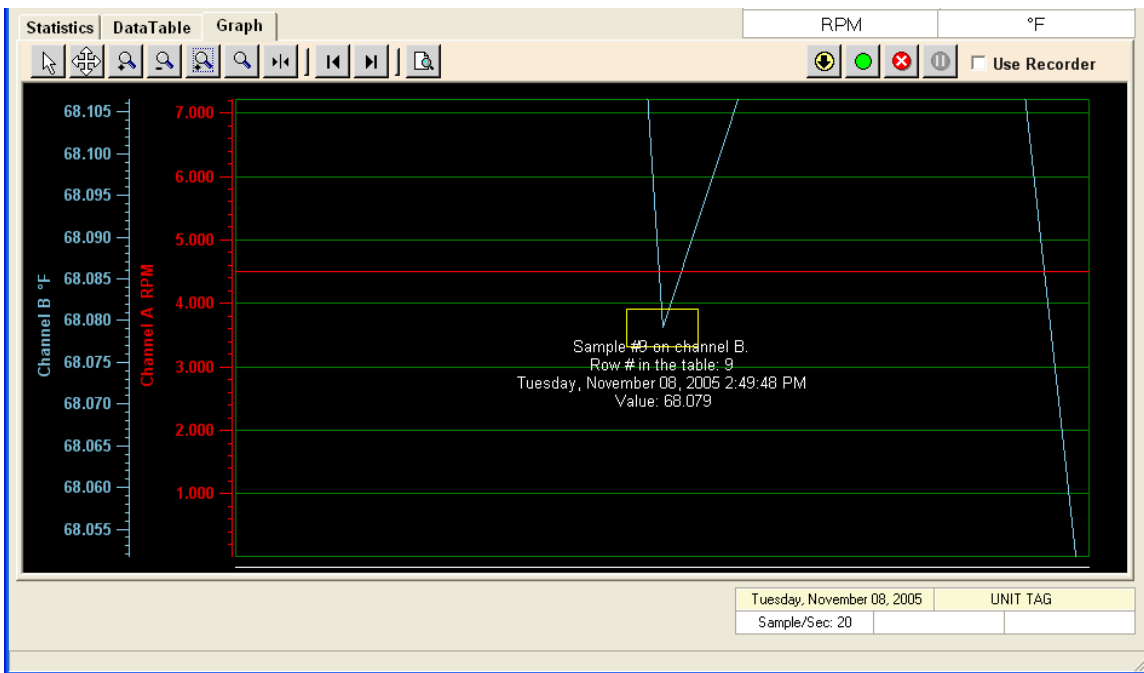 Statistics DataTable Graph
RPM °F
Use Recorder
68.105
68.100
68.095
68.090
68.085
68.080
68.075
68.070
68.065
68.060
68.055
Channel B °F
7.000
6.000
5.000
4.000
3.000
2.000
1.000
Channel A RPM
Sample #9 on channel B.
Row # in the table: 9
Tuesday, November 08, 2005 2:49:48 PM
Value: 68.079
Tuesday, November 08, 2005 UNIT TAG
Sample/Sec: 20